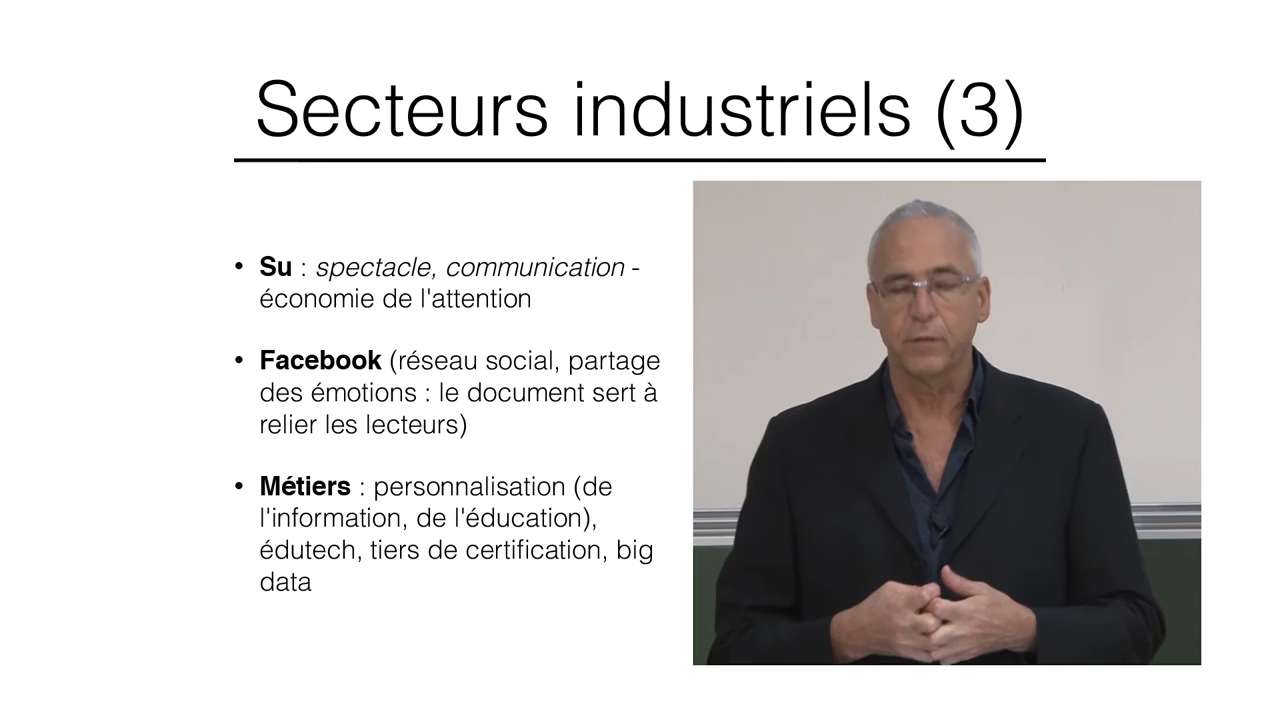 Secteurs industriels (3)
• Su : spectacle, communication -
économie de l'attention
• Facebook (réseau social, partage
des émotions : le document sert à
relier les lecteurs)
• Métiers : personnalisation (de
l'information, de l'éducation),
édutech, tiers de certification, big
data